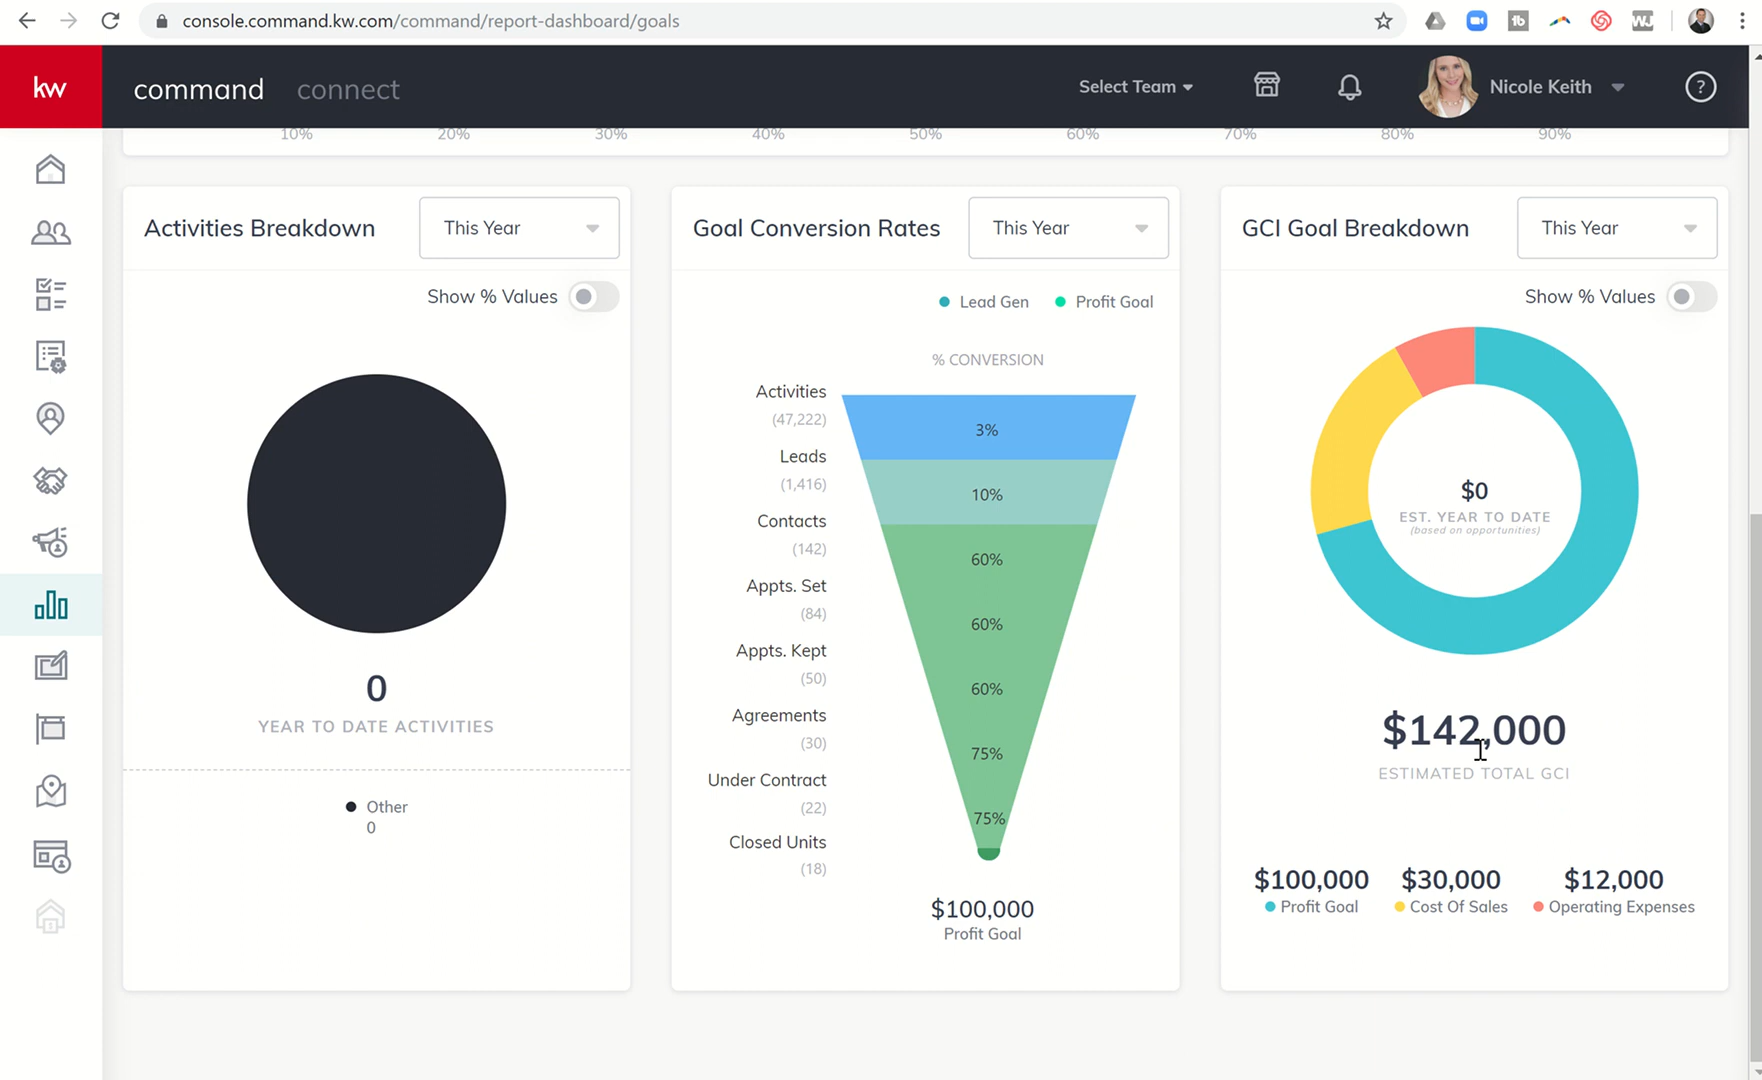 console.command.kw.com/command/report-dashboard/goals
kw
command
connect
Select Team
Nicole Keith
?
10% 20% 30% 40% 50% 60% 70% 80% 90%
Activities Breakdown
This Year
Show % Values
0
YEAR TO DATE ACTIVITIES
Other
0
Goal Conversion Rates
This Year
Lead Gen
Profit Goal
% CONVERSION
Activities
(47,222)
3%
Leads
(1,416)
10%
Contacts
(142)
60%
Appts. Set
(84)
60%
Appts. Kept
(50)
60%
Agreements
(30)
75%
Under Contract
(22)
75%
Closed Units
(18)
$100,000
Profit Goal
GCI Goal Breakdown
This Year
Show % Values
$0
EST. YEAR TO DATE
(based on opportunities)
$142,000
ESTIMATED TOTAL GCI
$100,000
Profit Goal
$30,000
Cost Of Sales
$12,000
Operating Expenses